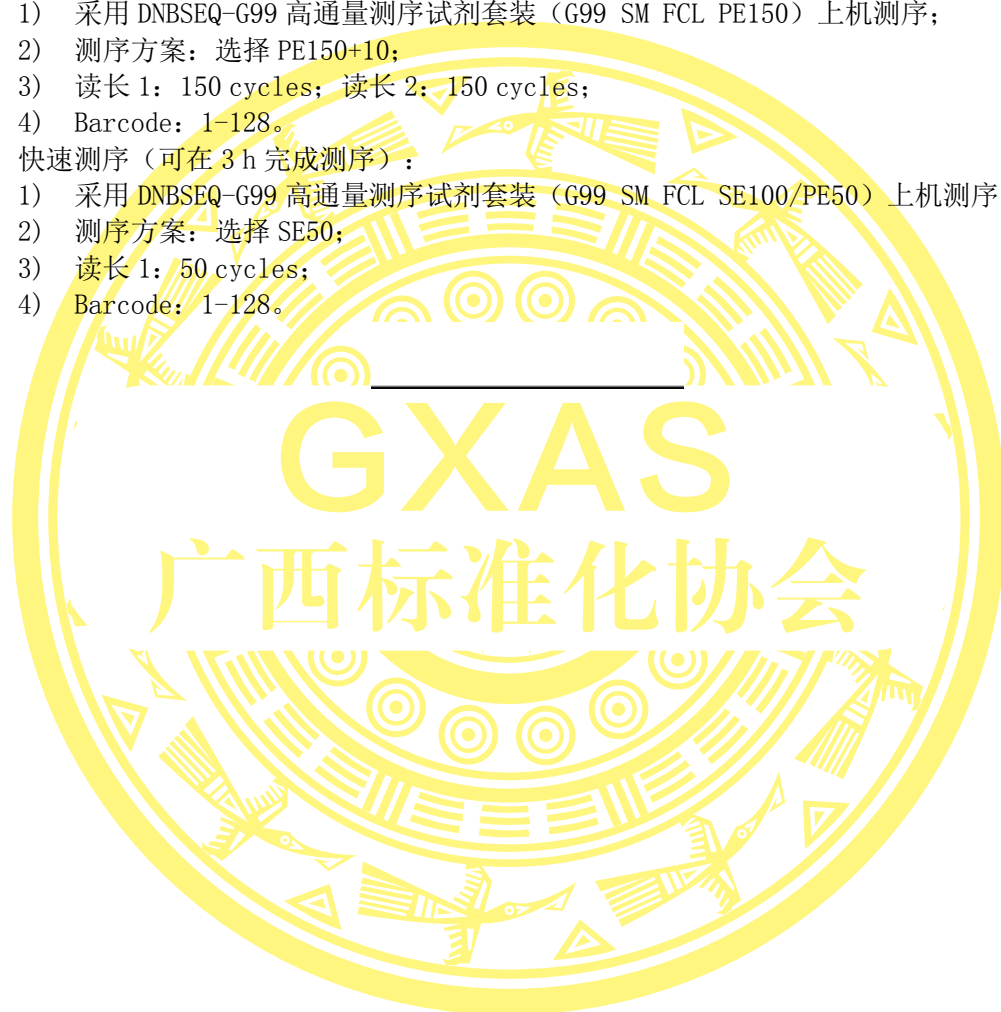 1) 采用 DNBSEQ-G99 高通量测序试剂套装（G99 SM FCL PE150）上机测序；
2) 测序方案：选择 PE150+10；
3) 读长 1：150 cycles；读长 2：150 cycles；
4) Barcode：1-128。
快速测序（可在 3 h 完成测序）：
1) 采用 DNBSEQ-G99 高通量测序试剂套装（G99 SM FCL SE100/PE50）上机测序
2) 测序方案：选择 SE50；
3) 读长 1：50 cycles；
4) Barcode：1-128。
GXAS
广西标准化协会